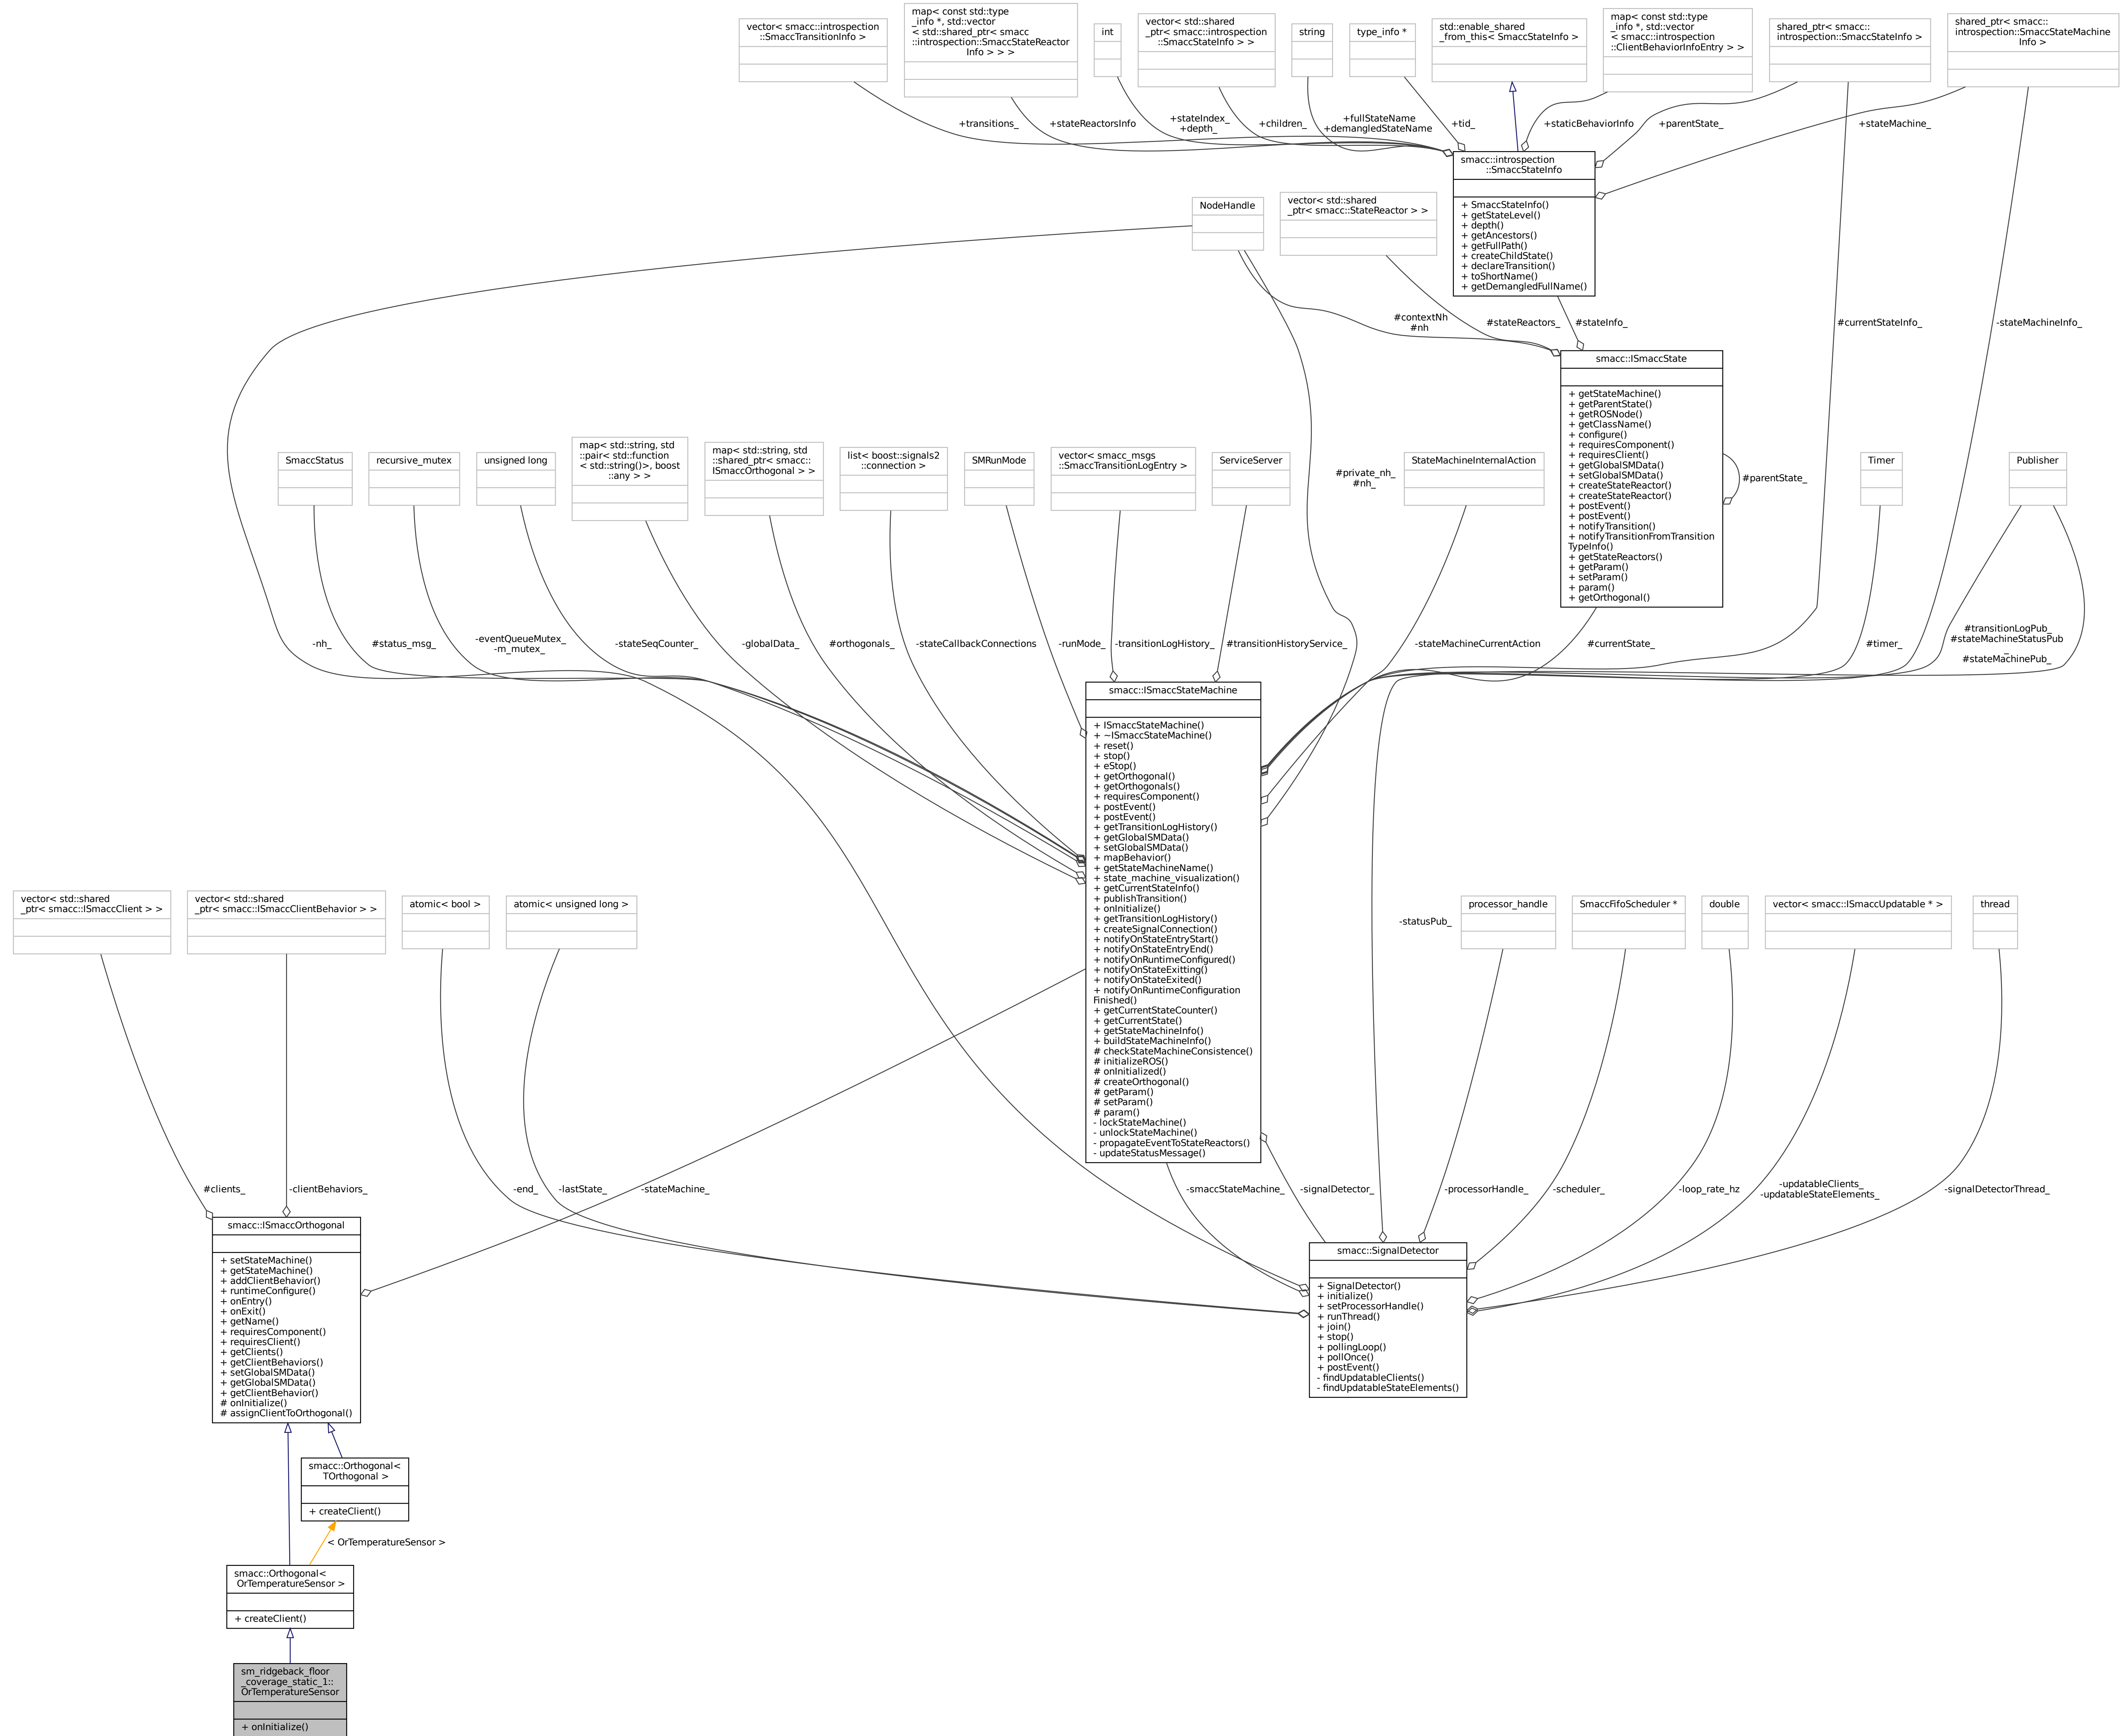 vector< smacc::introspection
::SmaccTransitionInfo >
map< const std::type
_info *, std::vector
< std::shared_ptr< smacc
::introspection::SmaccStateReactor
Info > > >
int
vector< std::shared
_ptr< smacc::introspection
::SmaccStateInfo > >
string
type_info *
std::enable_shared
_from_this< SmaccStateInfo >
map< const std::type
_info *, std::vector
< smacc::introspection
::ClientBehaviorInfoEntry > >
shared_ptr< smacc::
introspection::SmaccStateInfo >
shared_ptr< smacc::
introspection::SmaccStateMachine
Info >
+transitions_
+stateReactorsInfo
+stateIndex_
+depth_
+children_
+fullStateName
+demangledStateName
+tid_
+staticBehaviorInfo
+parentState_
+stateMachine_
smacc::introspection
::SmaccStateInfo
+ SmaccStateInfo()
+ getStateLevel()
+ depth()
+ getAncestors()
+ getFullPath()
+ createChildState()
+ declareTransition()
+ toShortName()
+ getDemangledFullName()
NodeHandle
vector< std::shared
_ptr< smacc::StateReactor > >
#contextNh
#nh
#stateReactors_
#stateInfo_
#currentStateInfo_
-stateMachineInfo_
smacc::ISmaccState
+ getStateMachine()
+ getParentState()
+ getROSNode()
+ getClassName()
+ configure()
+ requiresComponent()
+ requiresClient()
+ getGlobalSMData()
+ setGlobalSMData()
+ createStateReactor()
+ createStateReactor()
+ postEvent()
+ postEvent()
+ notifyTransition()
+ notifyTransitionFromTransition
TypeInfo()
+ getStateReactors()
+ getParam()
+ setParam()
+ param()
+ getOrthogonal()
#parentState_
SmaccStatus
recursive_mutex
unsigned long
map< std::string, std
::pair< std::function
< std::string()>, boost
::any > >
map< std::string, std
::shared_ptr< smacc::
ISmaccOrthogonal > >
list< boost::signals2
::connection >
SMRunMode
vector< smacc_msgs
::SmaccTransitionLogEntry >
ServiceServer
#private_nh_
#nh_
StateMachineInternalAction
Timer
Publisher
-nh_
#status_msg_
-eventQueueMutex_
-m_mutex_
-stateSeqCounter_
-globalData_
#orthogonals_
-stateCallbackConnections
-runMode_
-transitionLogHistory_
#transitionHistoryService_
-stateMachineCurrentAction
#currentState_
#timer_
#transitionLogPub_
#stateMachineStatusPub
_
#stateMachinePub_
smacc::ISmaccStateMachine
+ ISmaccStateMachine()
+ ~ISmaccStateMachine()
+ reset()
+ stop()
+ eStop()
+ getOrthogonal()
+ getOrthogonals()
+ requiresComponent()
+ postEvent()
+ postEvent()
+ getTransitionLogHistory()
+ getGlobalSMData()
+ setGlobalSMData()
+ mapBehavior()
+ getStateMachineName()
+ state_machine_visualization()
+ getCurrentStateInfo()
+ publishTransition()
+ onInitialize()
+ getTransitionLogHistory()
+ createSignalConnection()
+ notifyOnStateEntryStart()
+ notifyOnStateEntryEnd()
+ notifyOnRuntimeConfigured()
+ notifyOnStateExitting()
+ notifyOnStateExited()
+ notifyOnRuntimeConfiguration
Finished()
+ getCurrentStateCounter()
+ getCurrentState()
+ getStateMachineInfo()
+ buildStateMachineInfo()
# checkStateMachineConsistence()
# initializeROS()
# onInitialized()
# createOrthogonal()
# getParam()
# setParam()
# param()
- lockStateMachine()
- unlockStateMachine()
- propagateEventToStateReactors()
- updateStatusMessage()
vector< std::shared
_ptr< smacc::ISmaccClient > >
vector< std::shared
_ptr< smacc::ISmaccClientBehavior > >
atomic< bool >
atomic< unsigned long >
-statusPub_
processor_handle
SmaccFifoScheduler *
double
vector< smacc::ISmaccUpdatable * >
thread
#clients_
-clientBehaviors_
-end_
-lastState_
-stateMachine_
-smaccStateMachine_
-signalDetector_
-processorHandle_
-scheduler_
-loop_rate_hz
-updatableClients_
-updatableStateElements_
-signalDetectorThread_
smacc::ISmaccOrthogonal
+ setStateMachine()
+ getStateMachine()
+ addClientBehavior()
+ runtimeConfigure()
+ onEntry()
+ onExit()
+ getName()
+ requiresComponent()
+ requiresClient()
+ getClients()
+ getClientBehaviors()
+ setGlobalSMData()
+ getGlobalSMData()
+ getClientBehavior()
# onInitialize()
# assignClientToOrthogonal()
smacc::SignalDetector
+ SignalDetector()
+ initialize()
+ setProcessorHandle()
+ runThread()
+ join()
+ stop()
+ pollingLoop()
+ pollOnce()
+ postEvent()
- findUpdatableClients()
- findUpdatableStateElements()
smacc::Orthogonal<
TOrthogonal >
+ createClient()
< OrTemperatureSensor >
smacc::Orthogonal<
OrTemperatureSensor >
+ createClient()
sm_ridgeback_floor
_coverage_static_1::
OrTemperatureSensor
+ onInitialize()